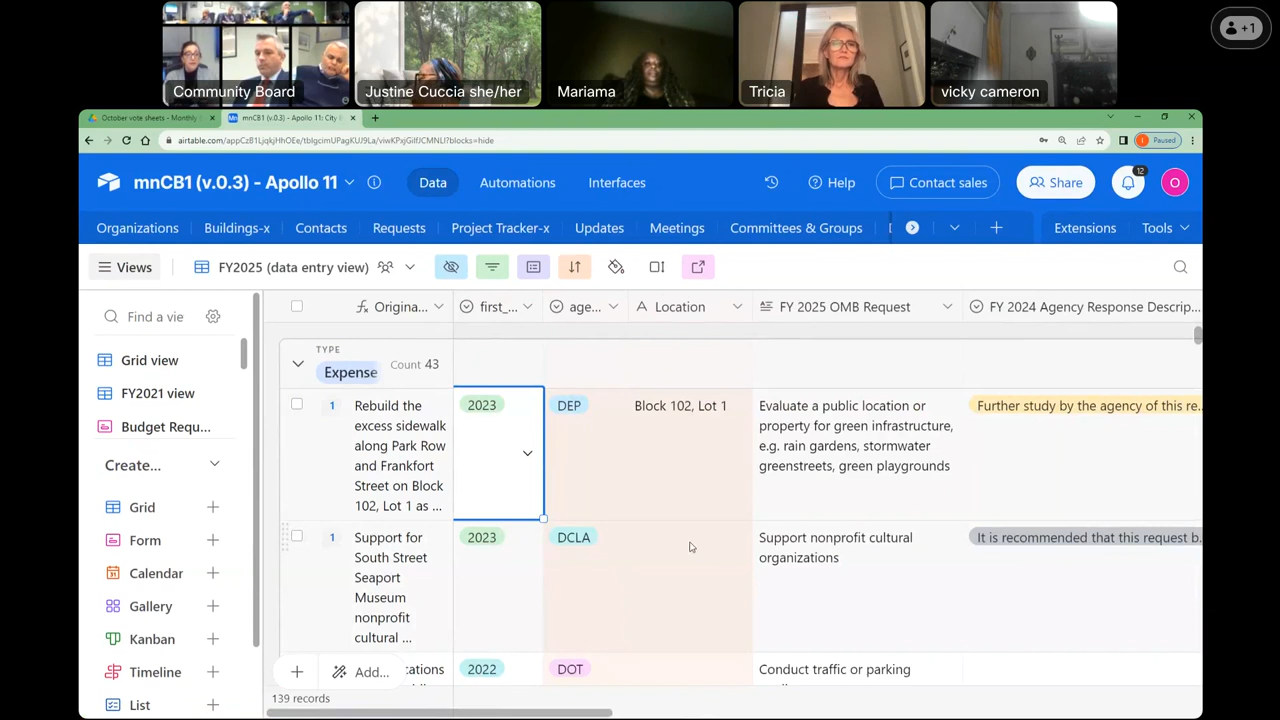 +1
Community Board
Justine Cuccia she/her
Mariama
Tricia
vicky cameron
October vote sheets - Monthly
mnCB1 (v.0.3) - Apollo 11: City B
airtable.com/appCzB1LjqkjHhOEe/tblgcimUPagKUJ9La/viwKPxjGilfJCMNLI?blocks=hide
Paused
mnCB1 (v.0.3) - Apollo 11
Data
Automations
Interfaces
Help
Contact sales
Share
12
O
Organizations
Buildings-x
Contacts
Requests
Project Tracker-x
Updates
Meetings
Committees & Groups
Extensions
Tools
Views
FY2025 (data entry view)
Find a vie
Origina...
first_...
age...
Location
FY 2025 OMB Request
FY 2024 Agency Response Descrip...
Grid view
FY2021 view
Budget Requ...
Create...
Grid
Form
Calendar
Gallery
Kanban
Timeline
List
TYPE
Expense
Count 43
1
Rebuild the
excess sidewalk
along Park Row
and Frankfort
Street on Block
102, Lot 1 as ...
2023
DEP
Block 102, Lot 1
Evaluate a public location or
property for green infrastructure,
e.g. rain gardens, stormwater
greenstreets, green playgrounds
Further study by the agency of this re...
1
Support for
South Street
Seaport
Museum
nonprofit
cultural ...
2023
DCLA
Support nonprofit cultural
organizations
It is recommended that this request b...
Add...
2022
DOT
Conduct traffic or parking
139 records